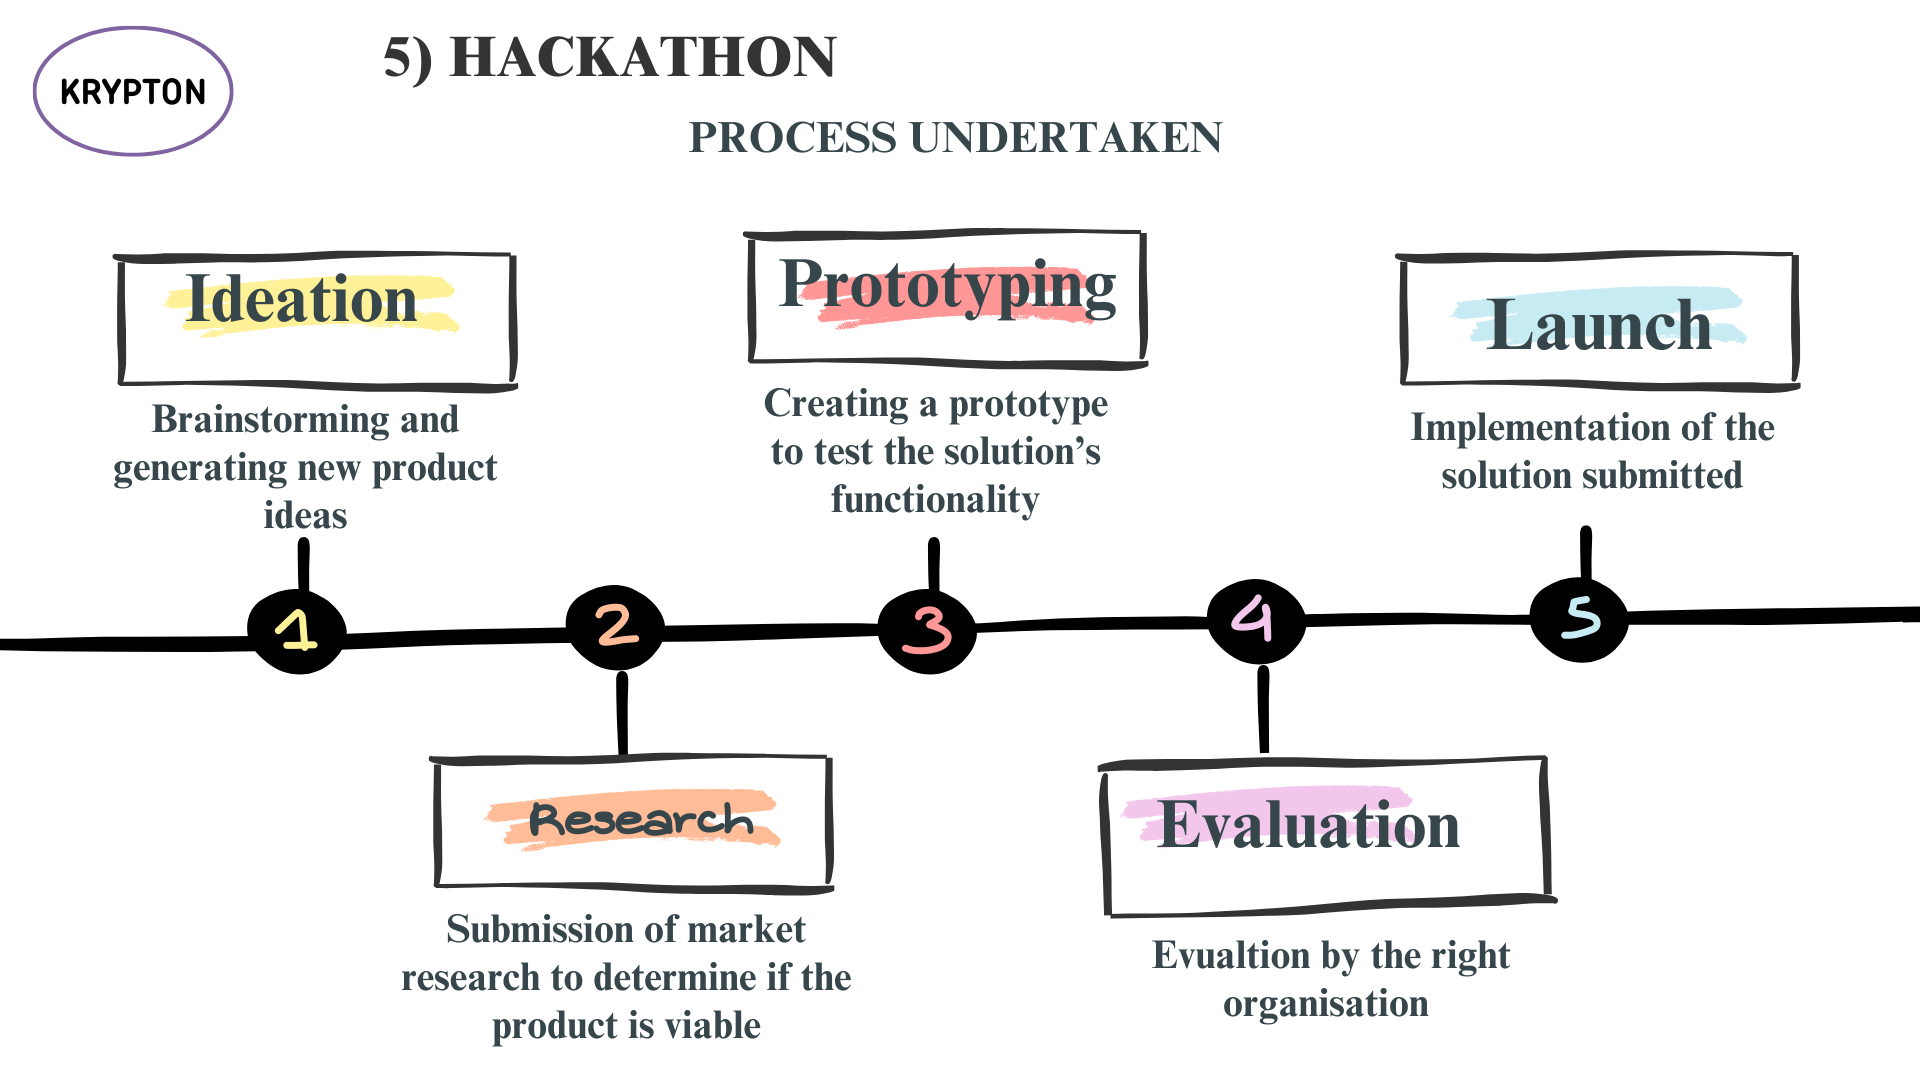 KRYPTON
5) HACKATHON
PROCESS UNDERTAKEN
Ideation
Brainstorming and
generating new product
ideas
Prototyping
Creating a prototype
to test the solution’s
functionality
Launch
Implementation of the
solution submitted
1
2
3
4
5
Research
Submission of market
research to determine if the
product is viable
Evaluation
Evualtion by the right
organisation